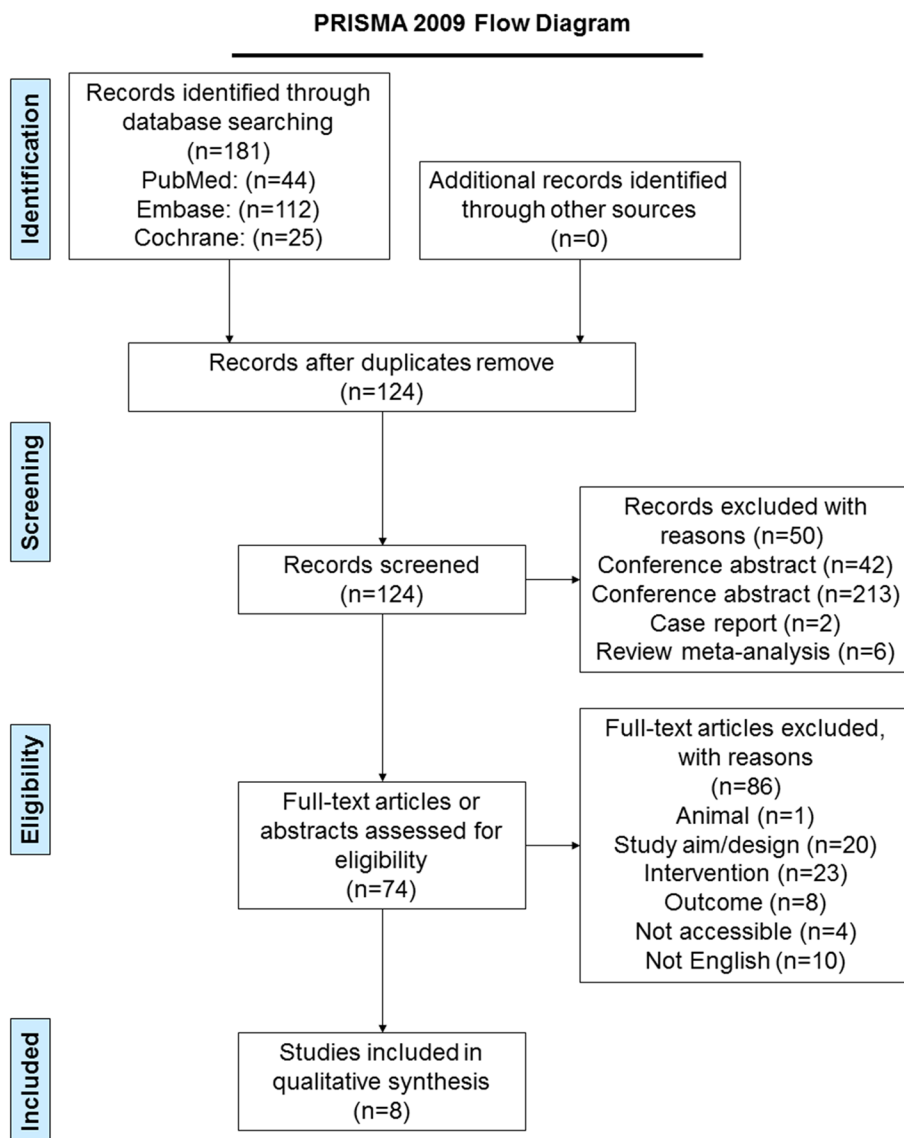 PRISMA 2009 Flow Diagram
Identification
Records identified through
database searching
(n=181)
PubMed: (n=44)
Embase: (n=112)
Cochrane: (n=25)
Additional records identified
through other sources
(n=0)
Records after duplicates remove
(n=124)
Screening
Records screened
(n=124)
Records excluded with
reasons (n=50)
Conference abstract (n=42)
Conference abstract (n=213)
Case report (n=2)
Review meta-analysis (n=6)
Eligibility
Full-text articles or
abstracts assessed for
eligibility
(n=74)
Full-text articles excluded,
with reasons
(n=86)
Animal (n=1)
Study aim/design (n=20)
Intervention (n=23)
Outcome (n=8)
Not accessible (n=4)
Not English (n=10)
Included
Studies included in
qualitative synthesis
(n=8)